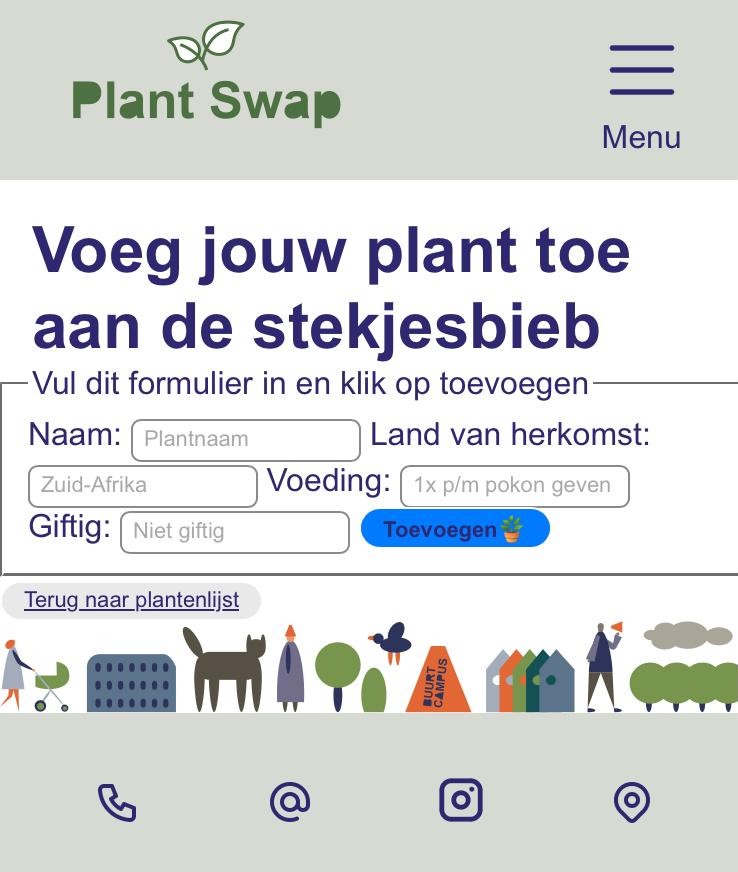 Plant Swap
Menu
Voeg jouw plant toe
aan de stekjesbieb
Vul dit formulier in en klik op toevoegen
Naam: Plantnaam Land van herkomst:
Zuid-Afrika Voeding: 1x p/m pokon geven
Giftig: Niet giftig Toevoegen🪴
Terug naar plantenlijst
BUURT
CAMPUS